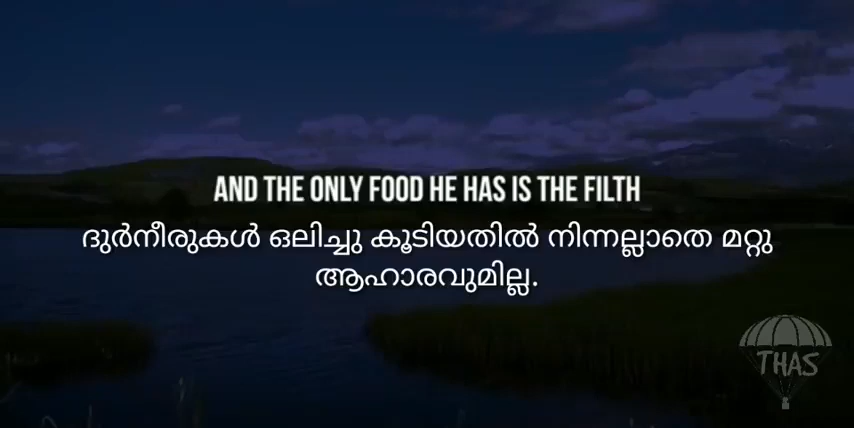 AND THE ONLY FOOD HE HAS IS THE FILTH
ദുർനീരുകൾ ഒലിച്ചു കൂടിയതിൽ നിന്നല്ലാതെ മറ്റു
ആഹാരവുമില്ല.
THAS